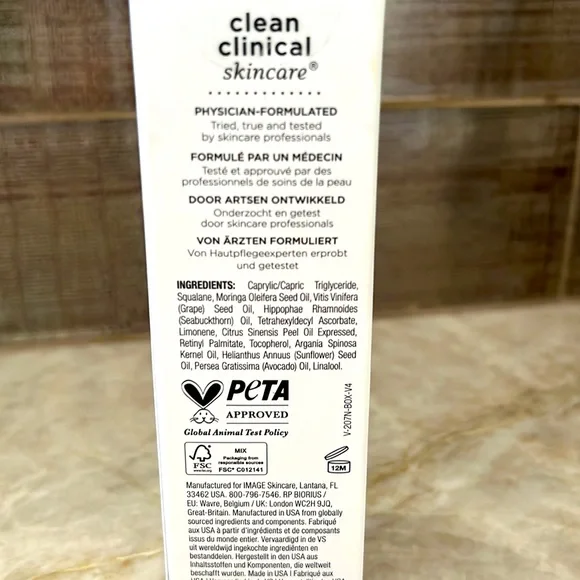 clean
clinical
skincare®
PHYSICIAN-FORMULATED
Tried, true and tested
by skincare professionals
FORMULÉ PAR UN MÉDECIN
Testé et approuvé par des
professionnels de soins de la peau
DOOR ARTSEN ONTWIKKELD
Onderzocht en getest
door skincare professionals
VON ÄRZTEN FORMULIERT
Von Hautpflegeexperten erprobt
und getestet
INGREDIENTS: Caprylic/Capric Triglyceride,
Squalane, Moringa Oleifera Seed Oil, Vitis Vinifera
(Grape) Seed Oil, Hippophae Rhamnoides
(Seabuckthorn) Oil, Tetrahexyldecyl Ascorbate,
Limonene, Citrus Sinensis Peel Oil Expressed,
Retinyl Palmitate, Tocopherol, Argania Spinosa
Kernel Oil, Helianthus Annuus (Sunflower) Seed
Oil, Persea Gratissima (Avocado) Oil, Linalool.
PETA
APPROVED
Global Animal Test Policy
V-207N-BOX-V4
FSC
www.fsc.org
MIX
Packaging from
responsible sources
FSC® C012141
12M
Manufactured for IMAGE Skincare, Lantana, FL
33462 USA. 800-796-7546. RP BIORIUS /
EU: Wavre, Belgium / UK: London WC2H 9JQ,
Great-Britain. Manufactured in USA from globally
sourced ingredients and components. Fabriqué
aux USA à partir d'ingrédients et de composants
issus du monde entier. Vervaardigd in de VS
uit wereldwijd ingekochte ingrediënten en
bestanddelen. Hergestellt in den USA aus
Inhaltsstoffen und Komponenten, die weltweit
beschafft wurden. Made in USA | Fabriqué aux